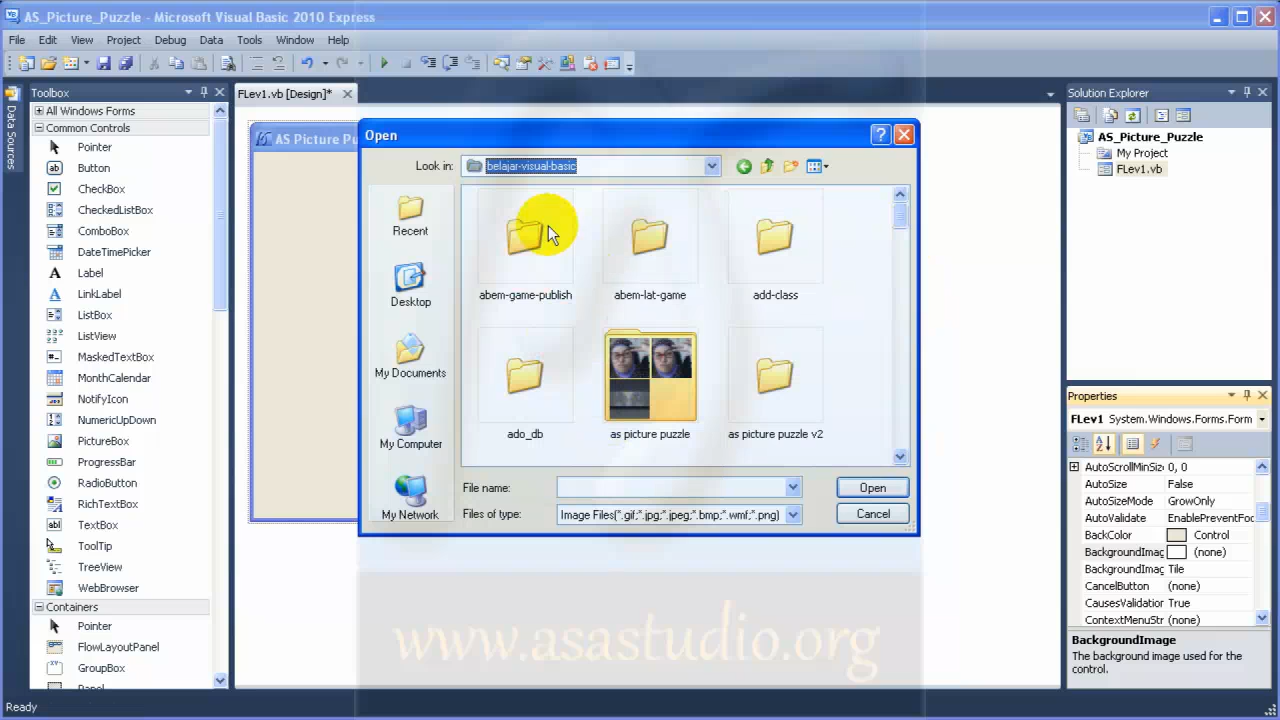 AS_Picture_Puzzle - Microsoft Visual Basic 2010 Express
File Edit View Project Debug Data Tools Window Help
Data Sources
Toolbox
All Windows Forms
Common Controls
Pointer
Button
CheckBox
CheckedListBox
ComboBox
DateTimePicker
Label
LinkLabel
ListBox
ListView
MaskedTextBox
MonthCalendar
NotifyIcon
NumericUpDown
PictureBox
ProgressBar
RadioButton
RichTextBox
TextBox
ToolTip
TreeView
WebBrowser
Containers
Pointer
FlowLayoutPanel
GroupBox
Panel
FLev1.vb [Design]*
AS Picture Pu
Open
Look in: belajar-visual-basic
Recent
Desktop
My Documents
My Computer
My Network
abem-game-publish abem-lat-game add-class
ado_db as picture puzzle as picture puzzle v2
File name: Open
Files of type: Image Files(*.gif;*.jpg;*.jpeg;*.bmp;*.wmf;*.png) Cancel
www.asastudio.org
Solution Explorer
AS_Picture_Puzzle
My Project
FLev1.vb
Properties
FLev1 System.Windows.Forms.Form
AutoScrollMinSize 0, 0
AutoSize False
AutoSizeMode GrowOnly
AutoValidate EnablePreventFoc
BackColor Control
BackgroundImag (none)
BackgroundImag Tile
CancelButton (none)
CausesValidation True
ContextMenuStr (none)
BackgroundImage
The background image used for the
control.
Ready